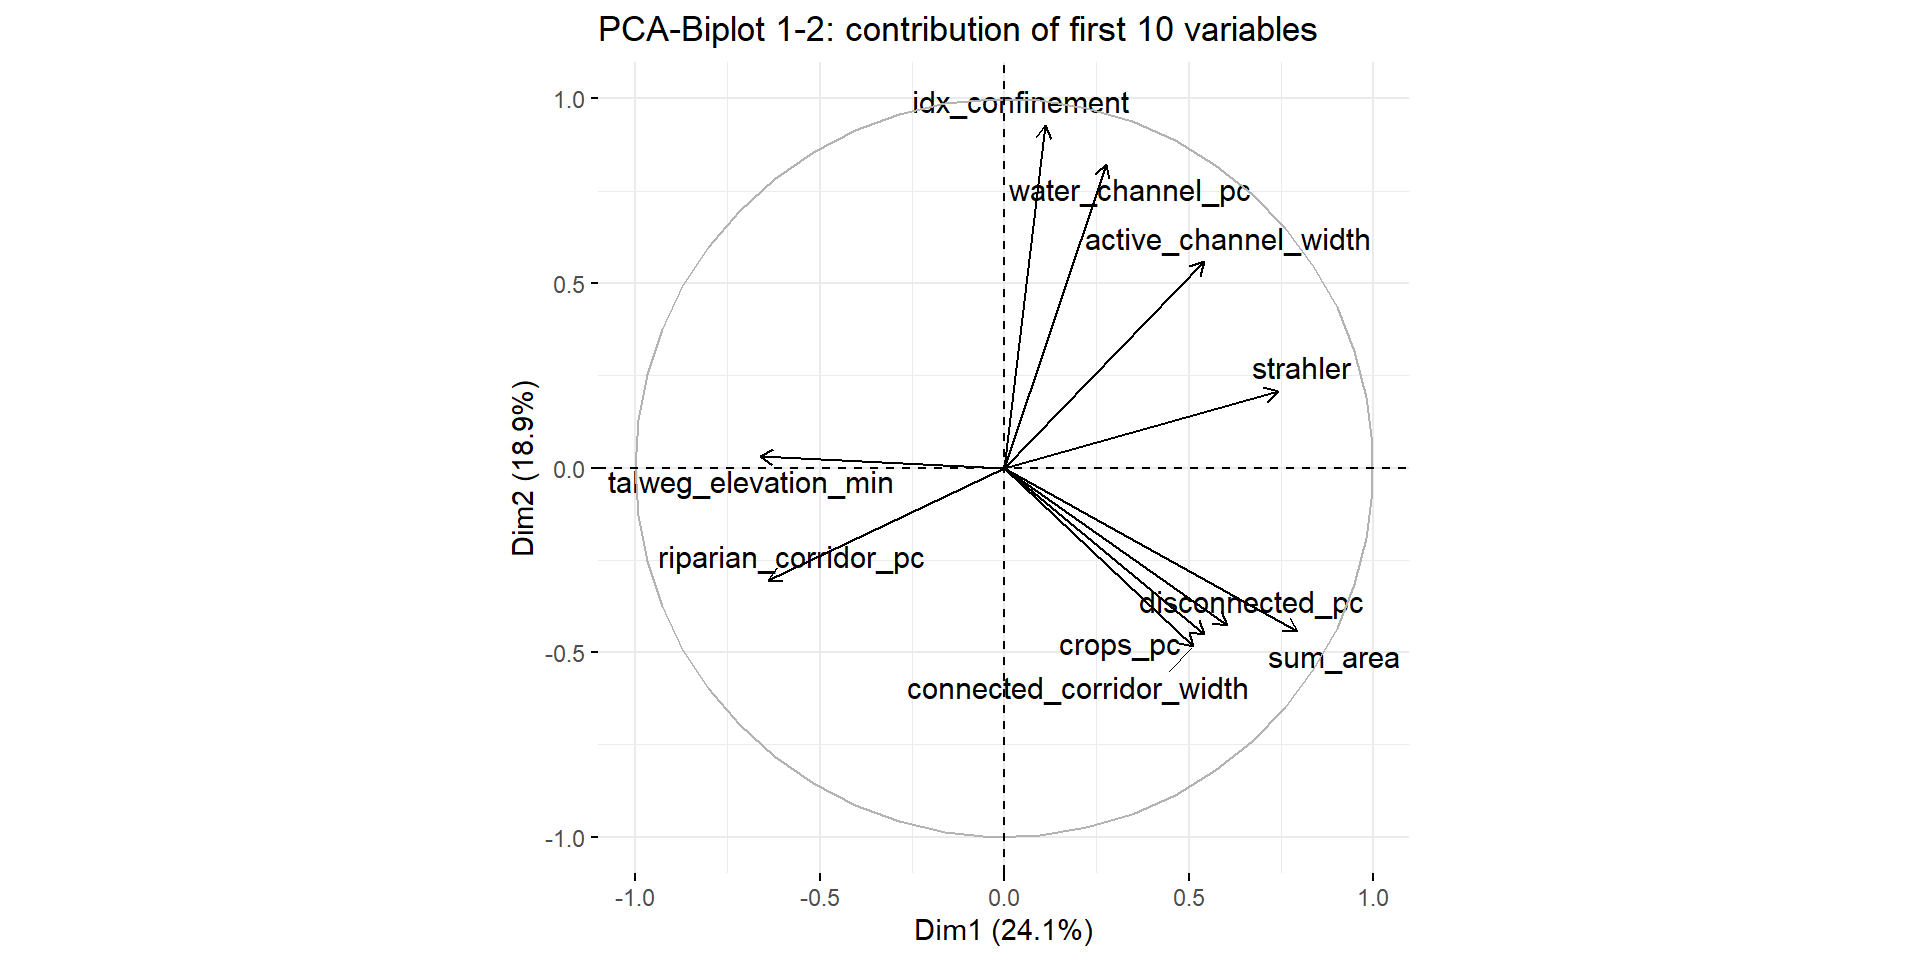 PCA-Biplot 1-2: contribution of first 10 variables
1.0
0.5
0.0
-0.5
-1.0
Dim2 (18.9%)
idx_confinement
water_channel_pc
active_channel_width
strahler
talweg_elevation_min
riparian_corridor_pc
disconnected_pc
crops_pc
sum_area
connected_corridor_width
-1.0
-0.5
0.0
0.5
1.0
Dim1 (24.1%)